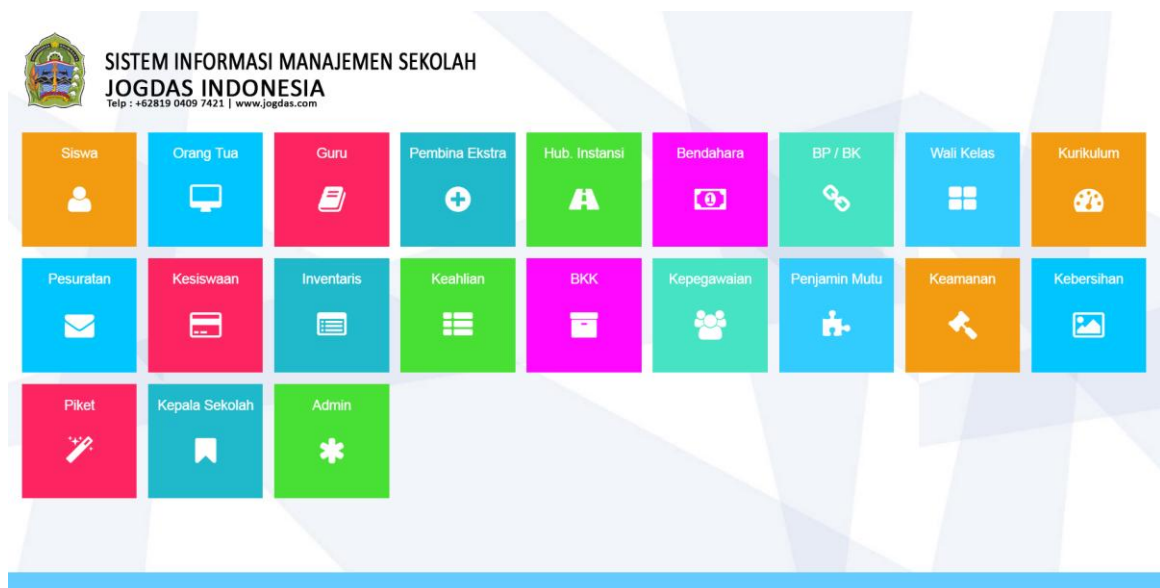 SISTEM INFORMASI MANAJEMEN SEKOLAH
JOGDAS INDONESIA
Telp : +62819 0409 7421 | www.jogdas.com
Siswa
Orang Tua
Guru
Pembina Ekstra
Hub. Instansi
Bendahara
BP / BK
Wali Kelas
Kurikulum
Pesuratan
Kesiswaan
Inventaris
Keahlian
BKK
Kepegawaian
Penjamin Mutu
Keamanan
Kebersihan
Piket
Kepala Sekolah
Admin